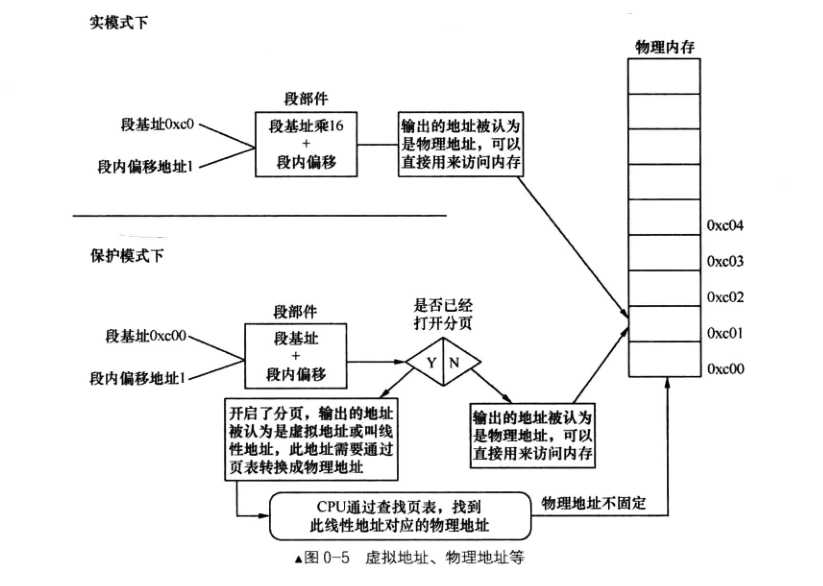 实模式下
物理内存
段部件
段基址0xc0
段内偏移地址1
段基址乘16
+
段内偏移
输出的地址被认为
是物理地址，可以
直接用来访问内存
0xc04
0xc03
0xc02
0xc01
0xc00
保护模式下
段部件
段基址0xc00
段内偏移地址1
段基址
+
段内偏移
是否已经
打开分页
Y N
开启了分页，输出的地址
被认为是虚拟地址或叫线
性地址，此地址需要通过
页表转换成物理地址
输出的地址被认为
是物理地址，可以
直接用来访问内存
CPU通过查找页表，找到
此线性地址对应的物理地址
物理地址不固定
▲图 0-5 虚拟地址、物理地址等